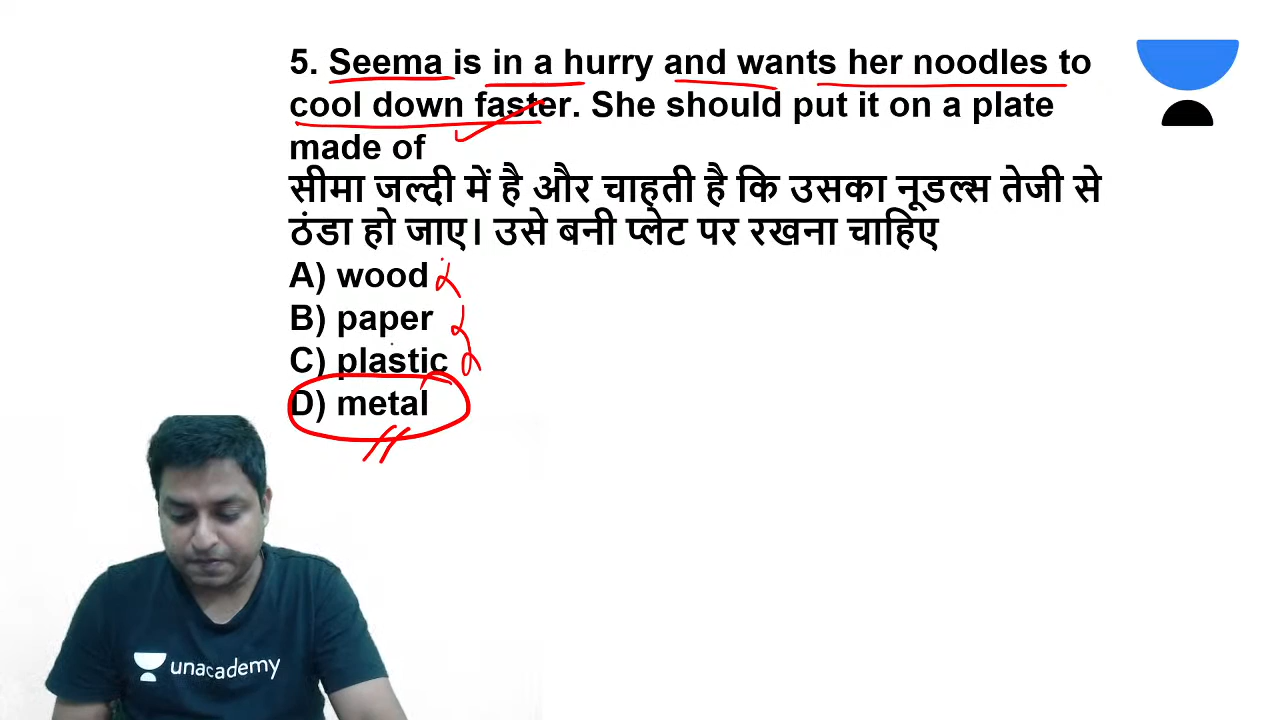 5. Seema is in a hurry and wants her noodles to
cool down faster. She should put it on a plate
made of
सीमा जल्दी में है और चाहती है कि उसका नूडल्स तेजी से
ठंडा हो जाए। उसे बनी प्लेट पर रखना चाहिए
A) wood
B) paper
C) plastic
D) metal
unacademy